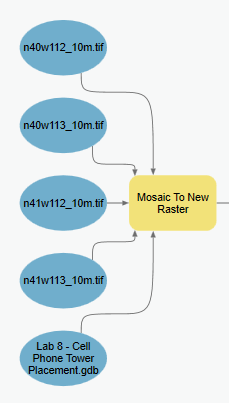 n40w112_10m.tif
n40w113_10m.tif
n41w112_10m.tif
Mosaic To New
Raster
n41w113_10m.tif
Lab 8 - Cell
Phone Tower
Placement.gdb